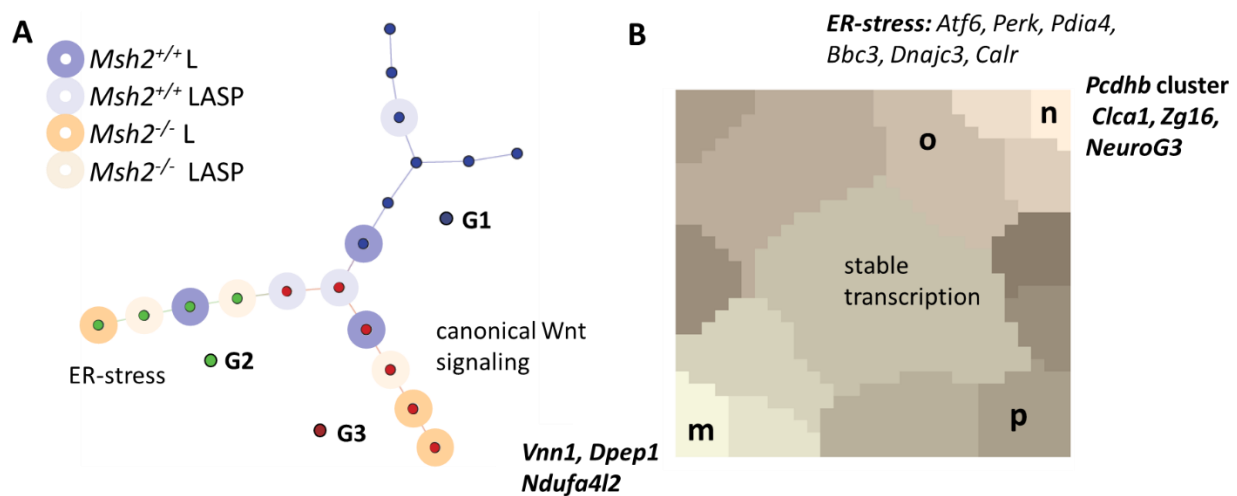 A
Msh2+/+ L
Msh2+/+ LASP
Msh2-/- L
Msh2-/- LASP
G1
G2
G3
ER-stress
canonical Wnt
signaling
Vnn1, Dpep1
Ndufa4l2
B
ER-stress: Atf6, Perk, Pdia4,
Bbc3, Dnajc3, Calr
Pcdhb cluster
Clca1, Zg16,
NeuroG3
n
o
stable
transcription
m
p